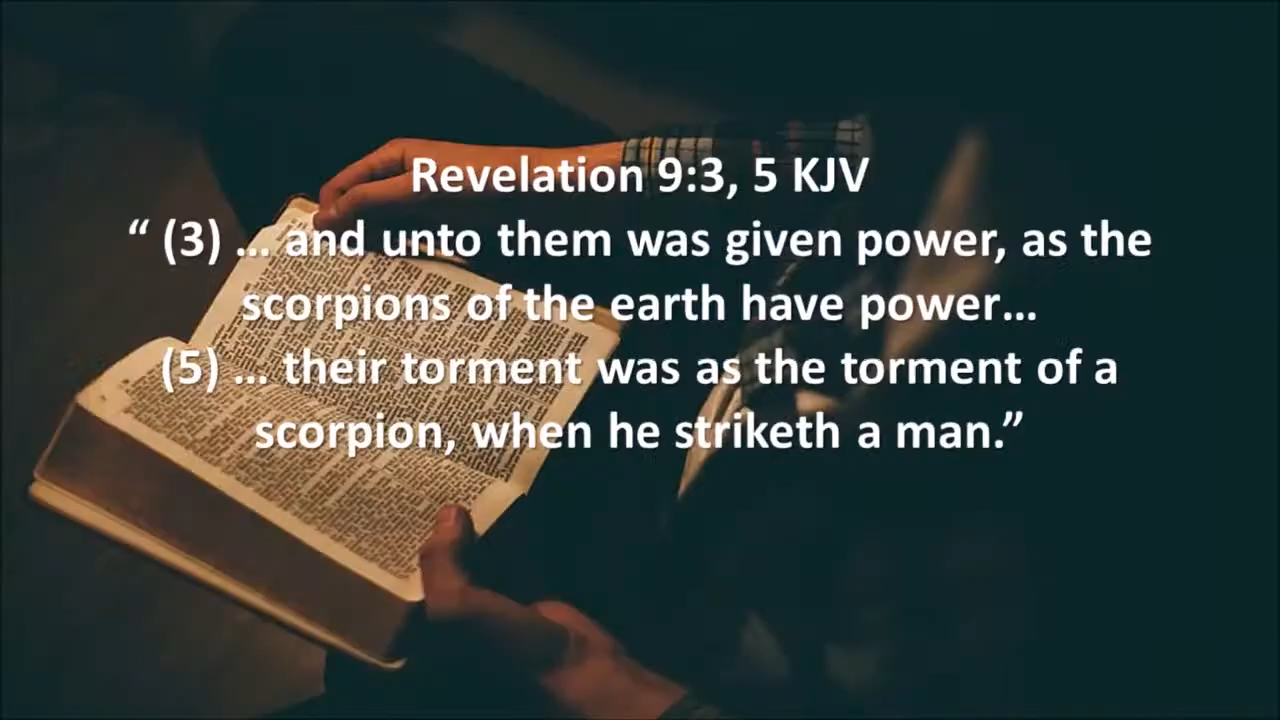 Revelation 9:3, 5 KJV
“ (3) ... and unto them was given power, as the
scorpions of the earth have power...
(5) ... their torment was as the torment of a
scorpion, when he striketh a man.”